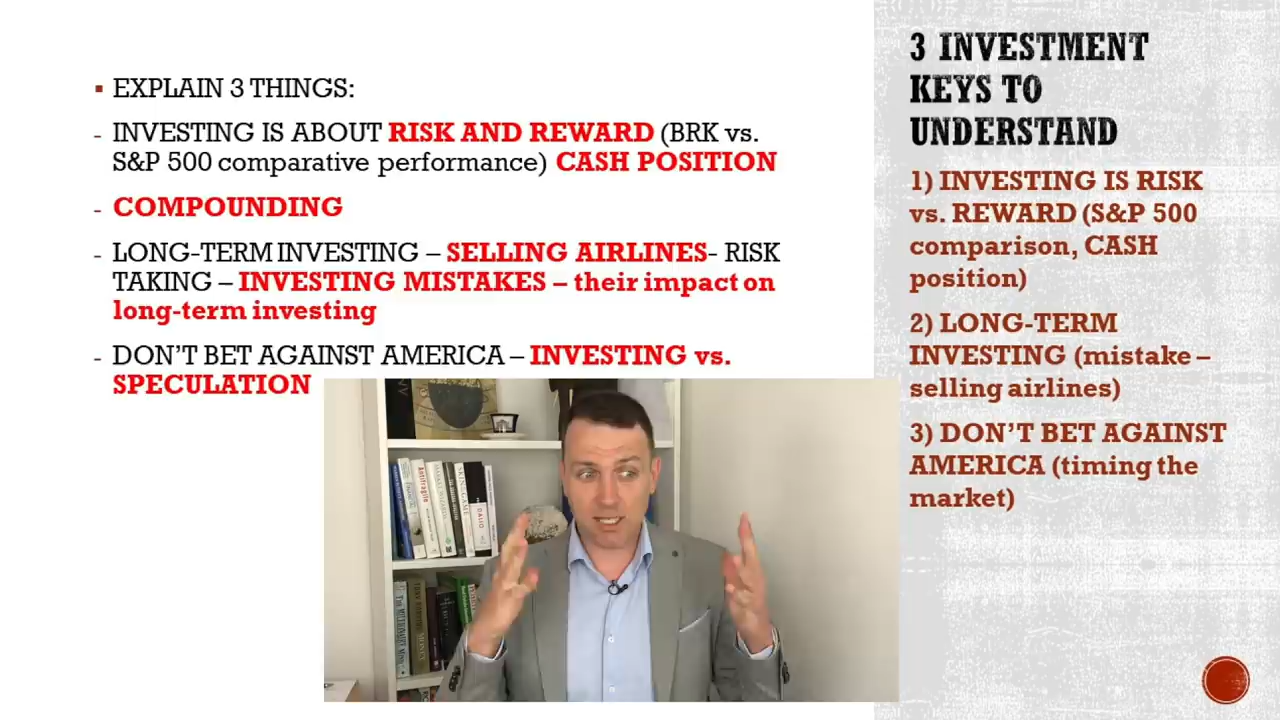 ▪ EXPLAIN 3 THINGS:
- INVESTING IS ABOUT RISK AND REWARD (BRK vs.
S&P 500 comparative performance) CASH POSITION
- COMPOUNDING
- LONG-TERM INVESTING – SELLING AIRLINES- RISK
TAKING – INVESTING MISTAKES – their impact on
long-term investing
- DON'T BET AGAINST AMERICA – INVESTING vs.
SPECULATION
3 INVESTMENT
KEYS TO
UNDERSTAND
1) INVESTING IS RISK
vs. REWARD (S&P 500
comparison, CASH
position)
2) LONG-TERM
INVESTING (mistake –
selling airlines)
3) DON'T BET AGAINST
AMERICA (timing the
market)
Antifragile